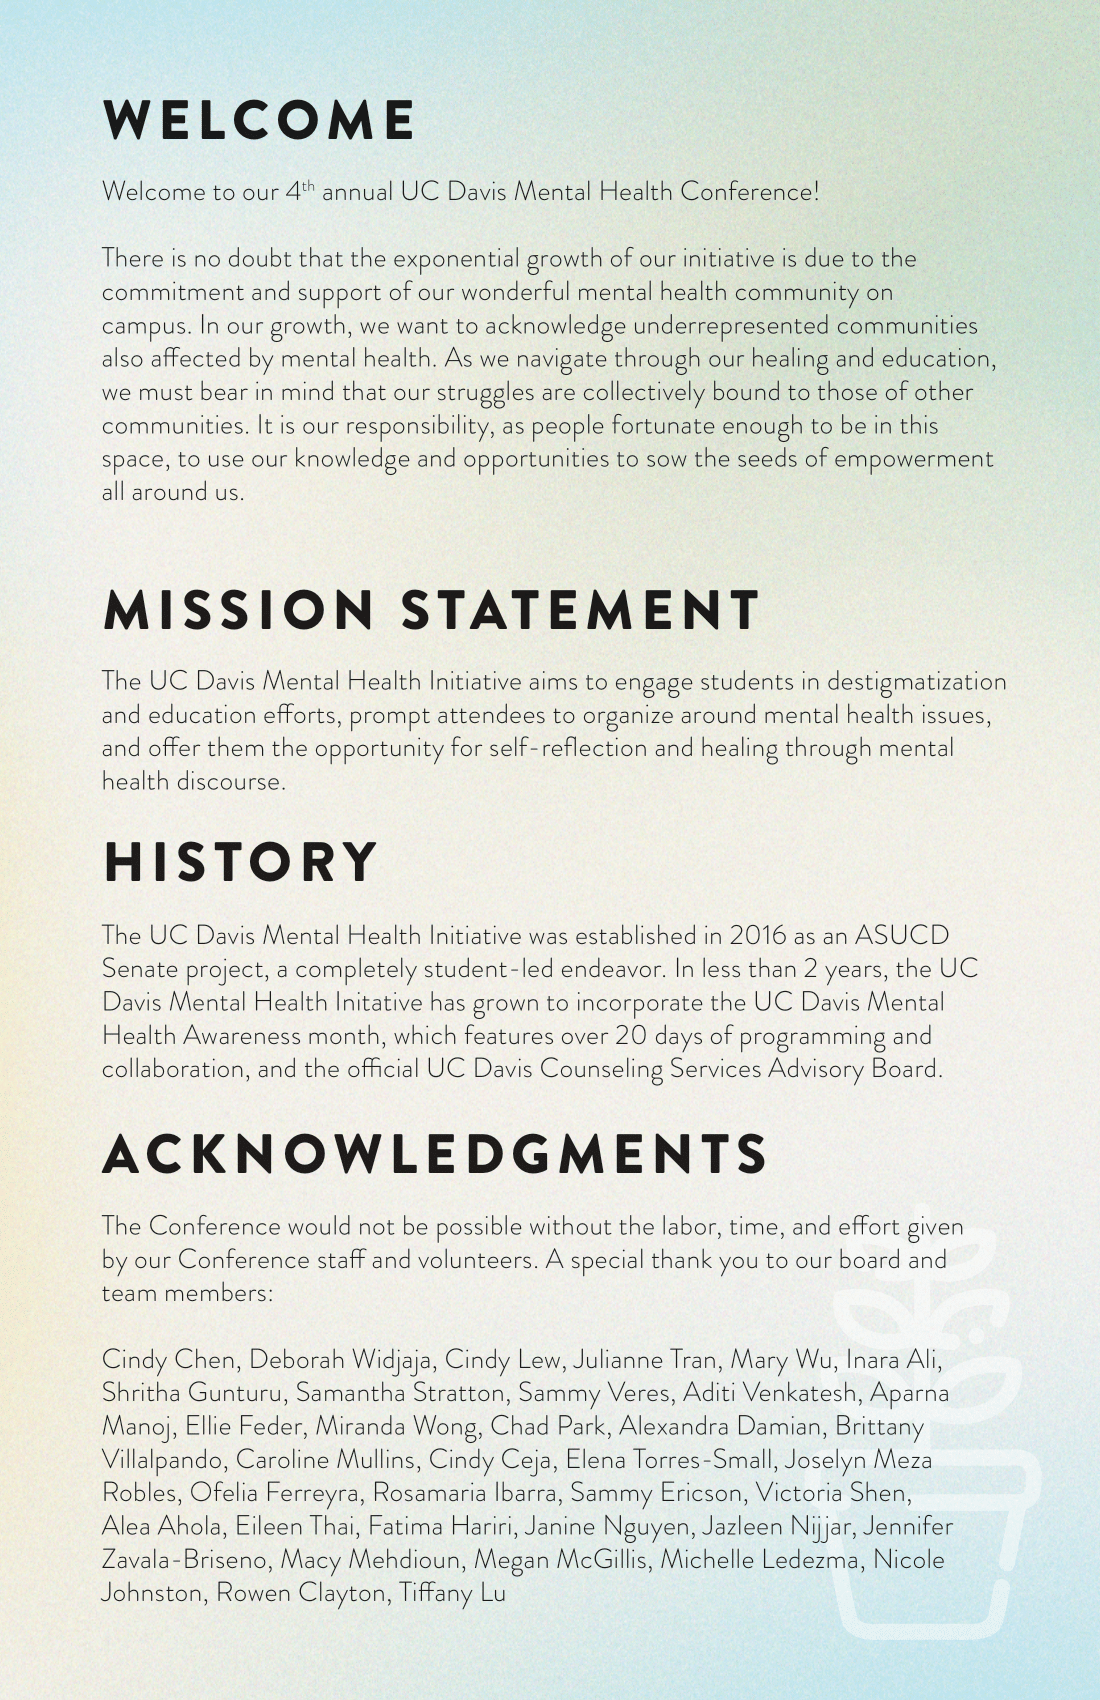 WELCOME
Welcome to our 4th annual UC Davis Mental Health Conference!
There is no doubt that the exponential growth of our initiative is due to the
commitment and support of our wonderful mental health community on
campus. In our growth, we want to acknowledge underrepresented communities
also affected by mental health. As we navigate through our healing and education,
we must bear in mind that our struggles are collectively bound to those of other
communities. It is our responsibility, as people fortunate enough to be in this
space, to use our knowledge and opportunities to sow the seeds of empowerment
all around us.
MISSION STATEMENT
The UC Davis Mental Health Initiative aims to engage students in destigmatization
and education efforts, prompt attendees to organize around mental health issues,
and offer them the opportunity for self-reflection and healing through mental
health discourse.
HISTORY
The UC Davis Mental Health Initiative was established in 2016 as an ASUCD
Senate project, a completely student-led endeavor. In less than 2 years, the UC
Davis Mental Health Initative has grown to incorporate the UC Davis Mental
Health Awareness month, which features over 20 days of programming and
collaboration, and the official UC Davis Counseling Services Advisory Board.
ACKNOWLEDGMENTS
The Conference would not be possible without the labor, time, and effort given
by our Conference staff and volunteers. A special thank you to our board and
team members:
Cindy Chen, Deborah Widjaja, Cindy Lew, Julianne Tran, Mary Wu, Inara Ali,
Shritha Gunturu, Samantha Stratton, Sammy Veres, Aditi Venkatesh, Aparna
Manoj, Ellie Feder, Miranda Wong, Chad Park, Alexandra Damian, Brittany
Villalpando, Caroline Mullins, Cindy Ceja, Elena Torres-Small, Joselyn Meza
Robles, Ofelia Ferreyra, Rosamaria Ibarra, Sammy Ericson, Victoria Shen,
Alea Ahola, Eileen Thai, Fatima Hariri, Janine Nguyen, Jazleen Nijjar, Jennifer
Zavala-Briseno, Macy Mehdioun, Megan McGillis, Michelle Ledezma, Nicole
Johnston, Rowen Clayton, Tiffany Lu